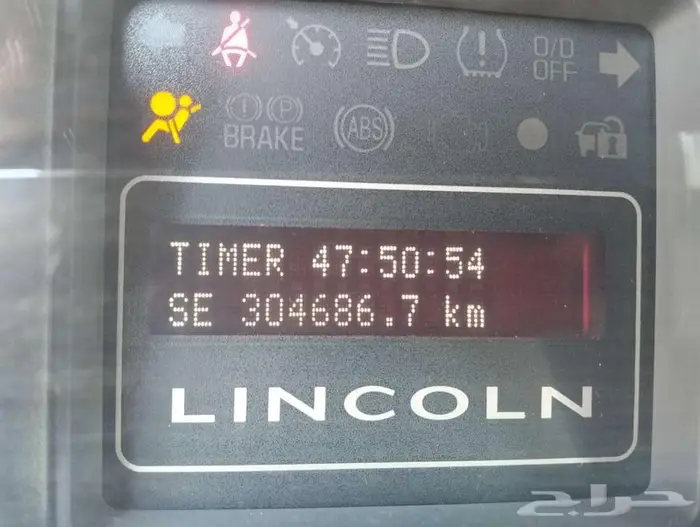 O/D
OFF
(!) (P)
BRAKE
ABS
TIMER 47:50:54
SE 304686.7 km
LINCOLN
حراج